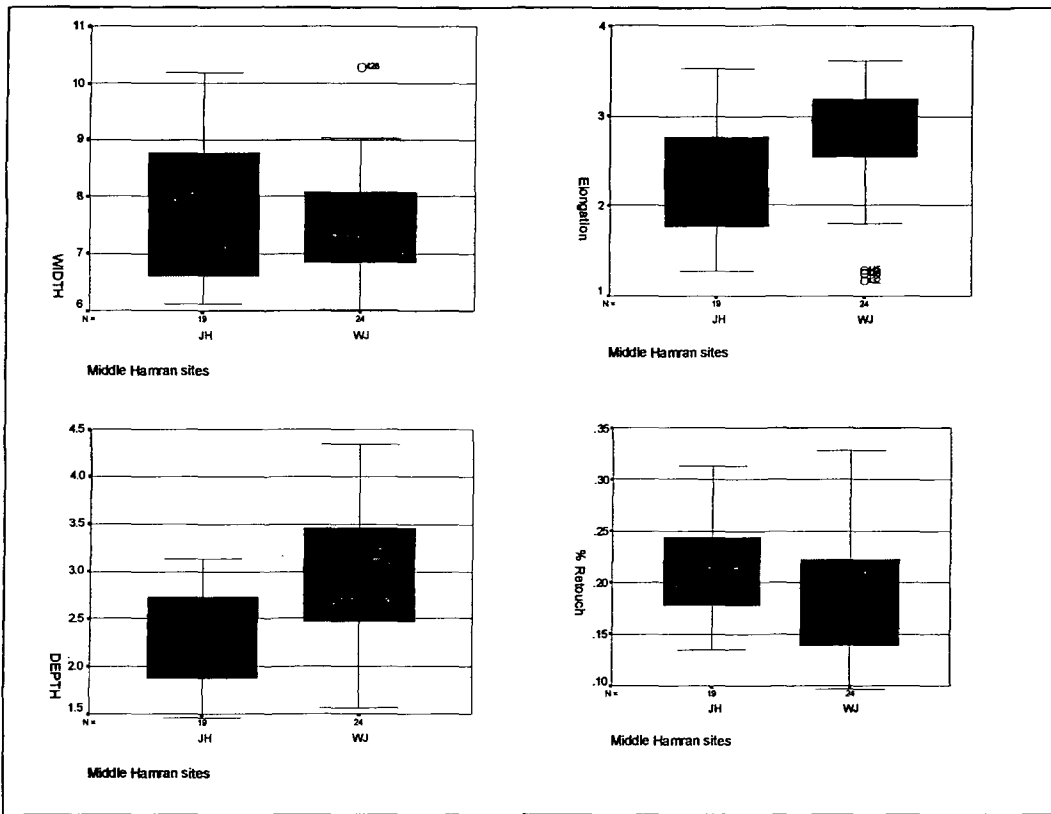 11
10
9
8
7
6
WIDTH
428
N = 19 24
JH WJ
Middle Hamran sites
4
3
2
1
Elongation
N = 19 24
JH WJ
Middle Hamran sites
4.5
4.0
3.5
3.0
2.5
2.0
1.5
DEPTH
N = 19 24
JH WJ
Middle Hamran sites
.35
.30
.25
.20
.15
.10
% Retouch
N = 19 24
JH WJ
Middle Hamran sites